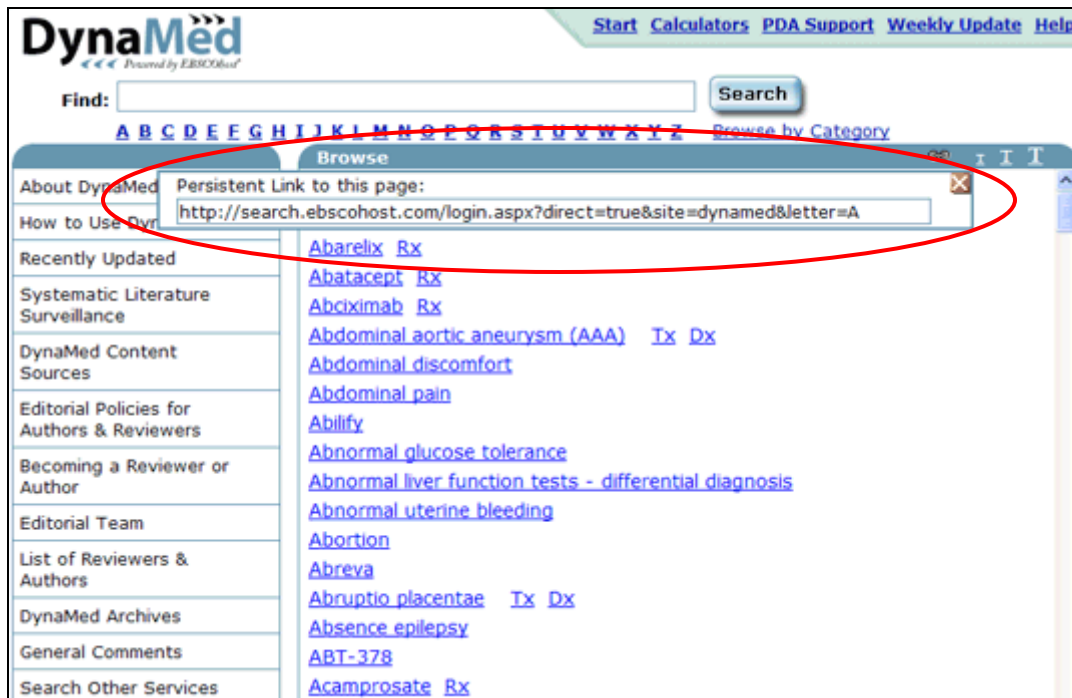 Start Calculators PDA Support Weekly Update Help
DynaMed
Powered by EBSCOhost
Find:
Search
A B C D E F G H I J K L M N O P Q R S T U V W X Y Z Browse by Category
Browse
T T T
Persistent Link to this page:
http://search.ebscohost.com/login.aspx?direct=true&site=dynamed&letter=A
About DynaMed
How to Use Dyn
Recently Updated
Systematic Literature
Surveillance
DynaMed Content
Sources
Editorial Policies for
Authors & Reviewers
Becoming a Reviewer or
Author
Editorial Team
List of Reviewers &
Authors
DynaMed Archives
General Comments
Search Other Services
Abarelix Rx
Abatacept Rx
Abciximab Rx
Abdominal aortic aneurysm (AAA) Tx Dx
Abdominal discomfort
Abdominal pain
Abilify
Abnormal glucose tolerance
Abnormal liver function tests - differential diagnosis
Abnormal uterine bleeding
Abortion
Abreva
Abruptio placentae Tx Dx
Absence epilepsy
ABT-378
Acamprosate Rx